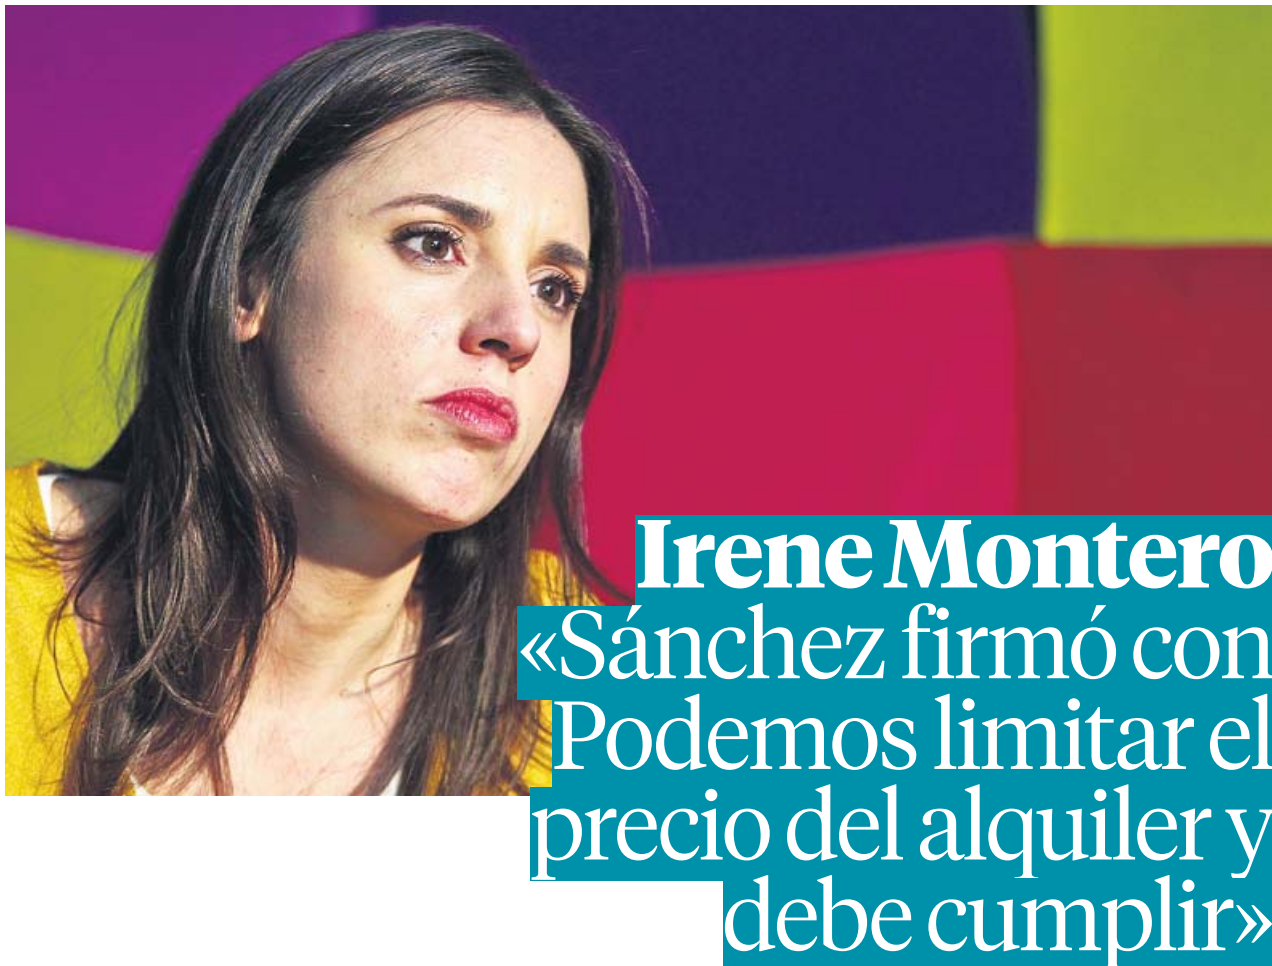 Irene Montero
«Sánchez firmó con
Podemos limitar el
precio del alquiler y
debe cumplir»